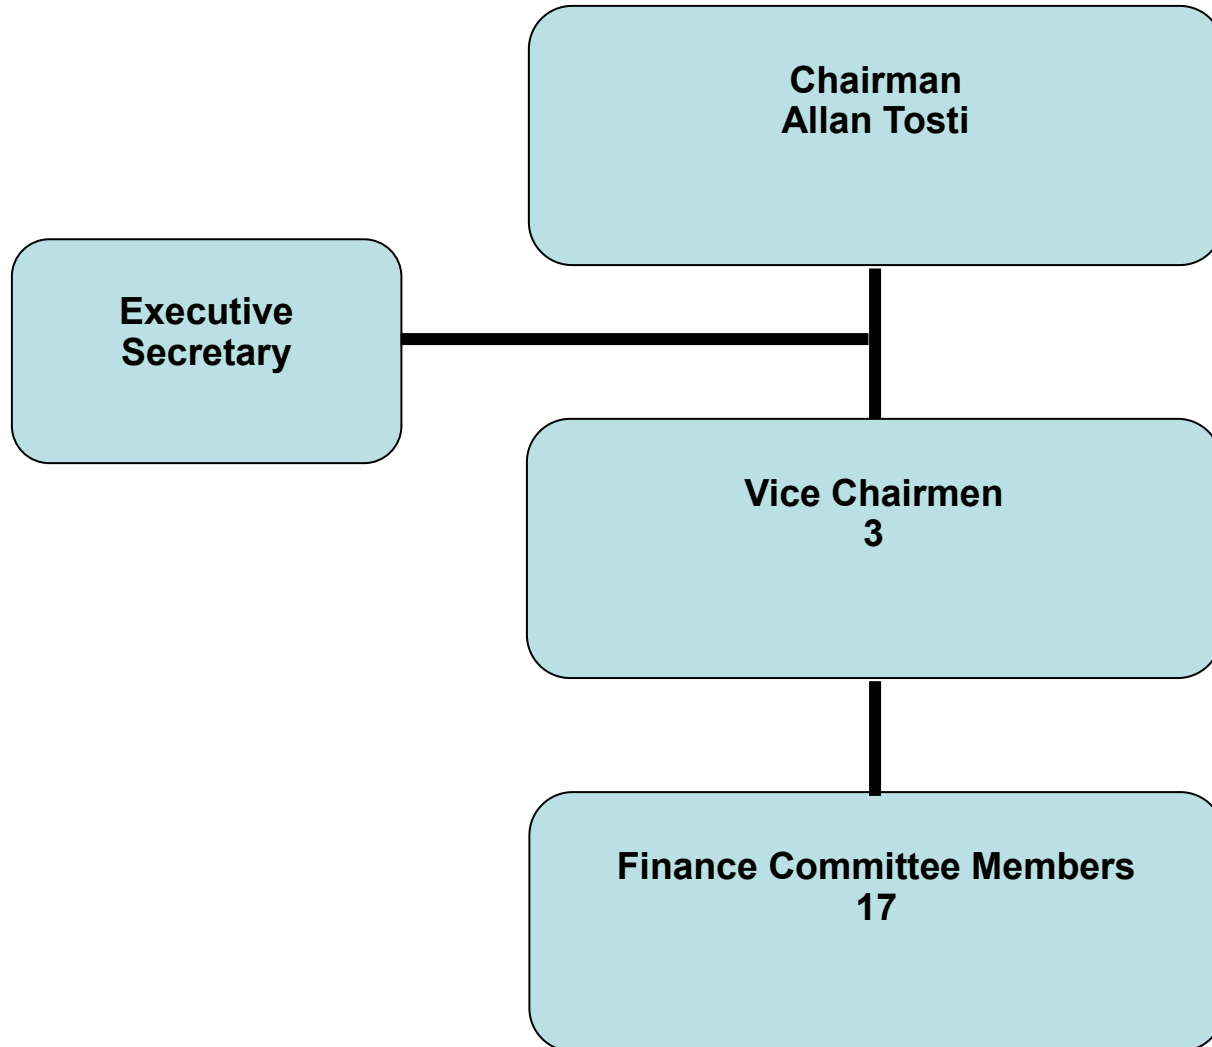 Chairman
Allan Tosti
Executive
Secretary
Vice Chairmen
3
Finance Committee Members
17